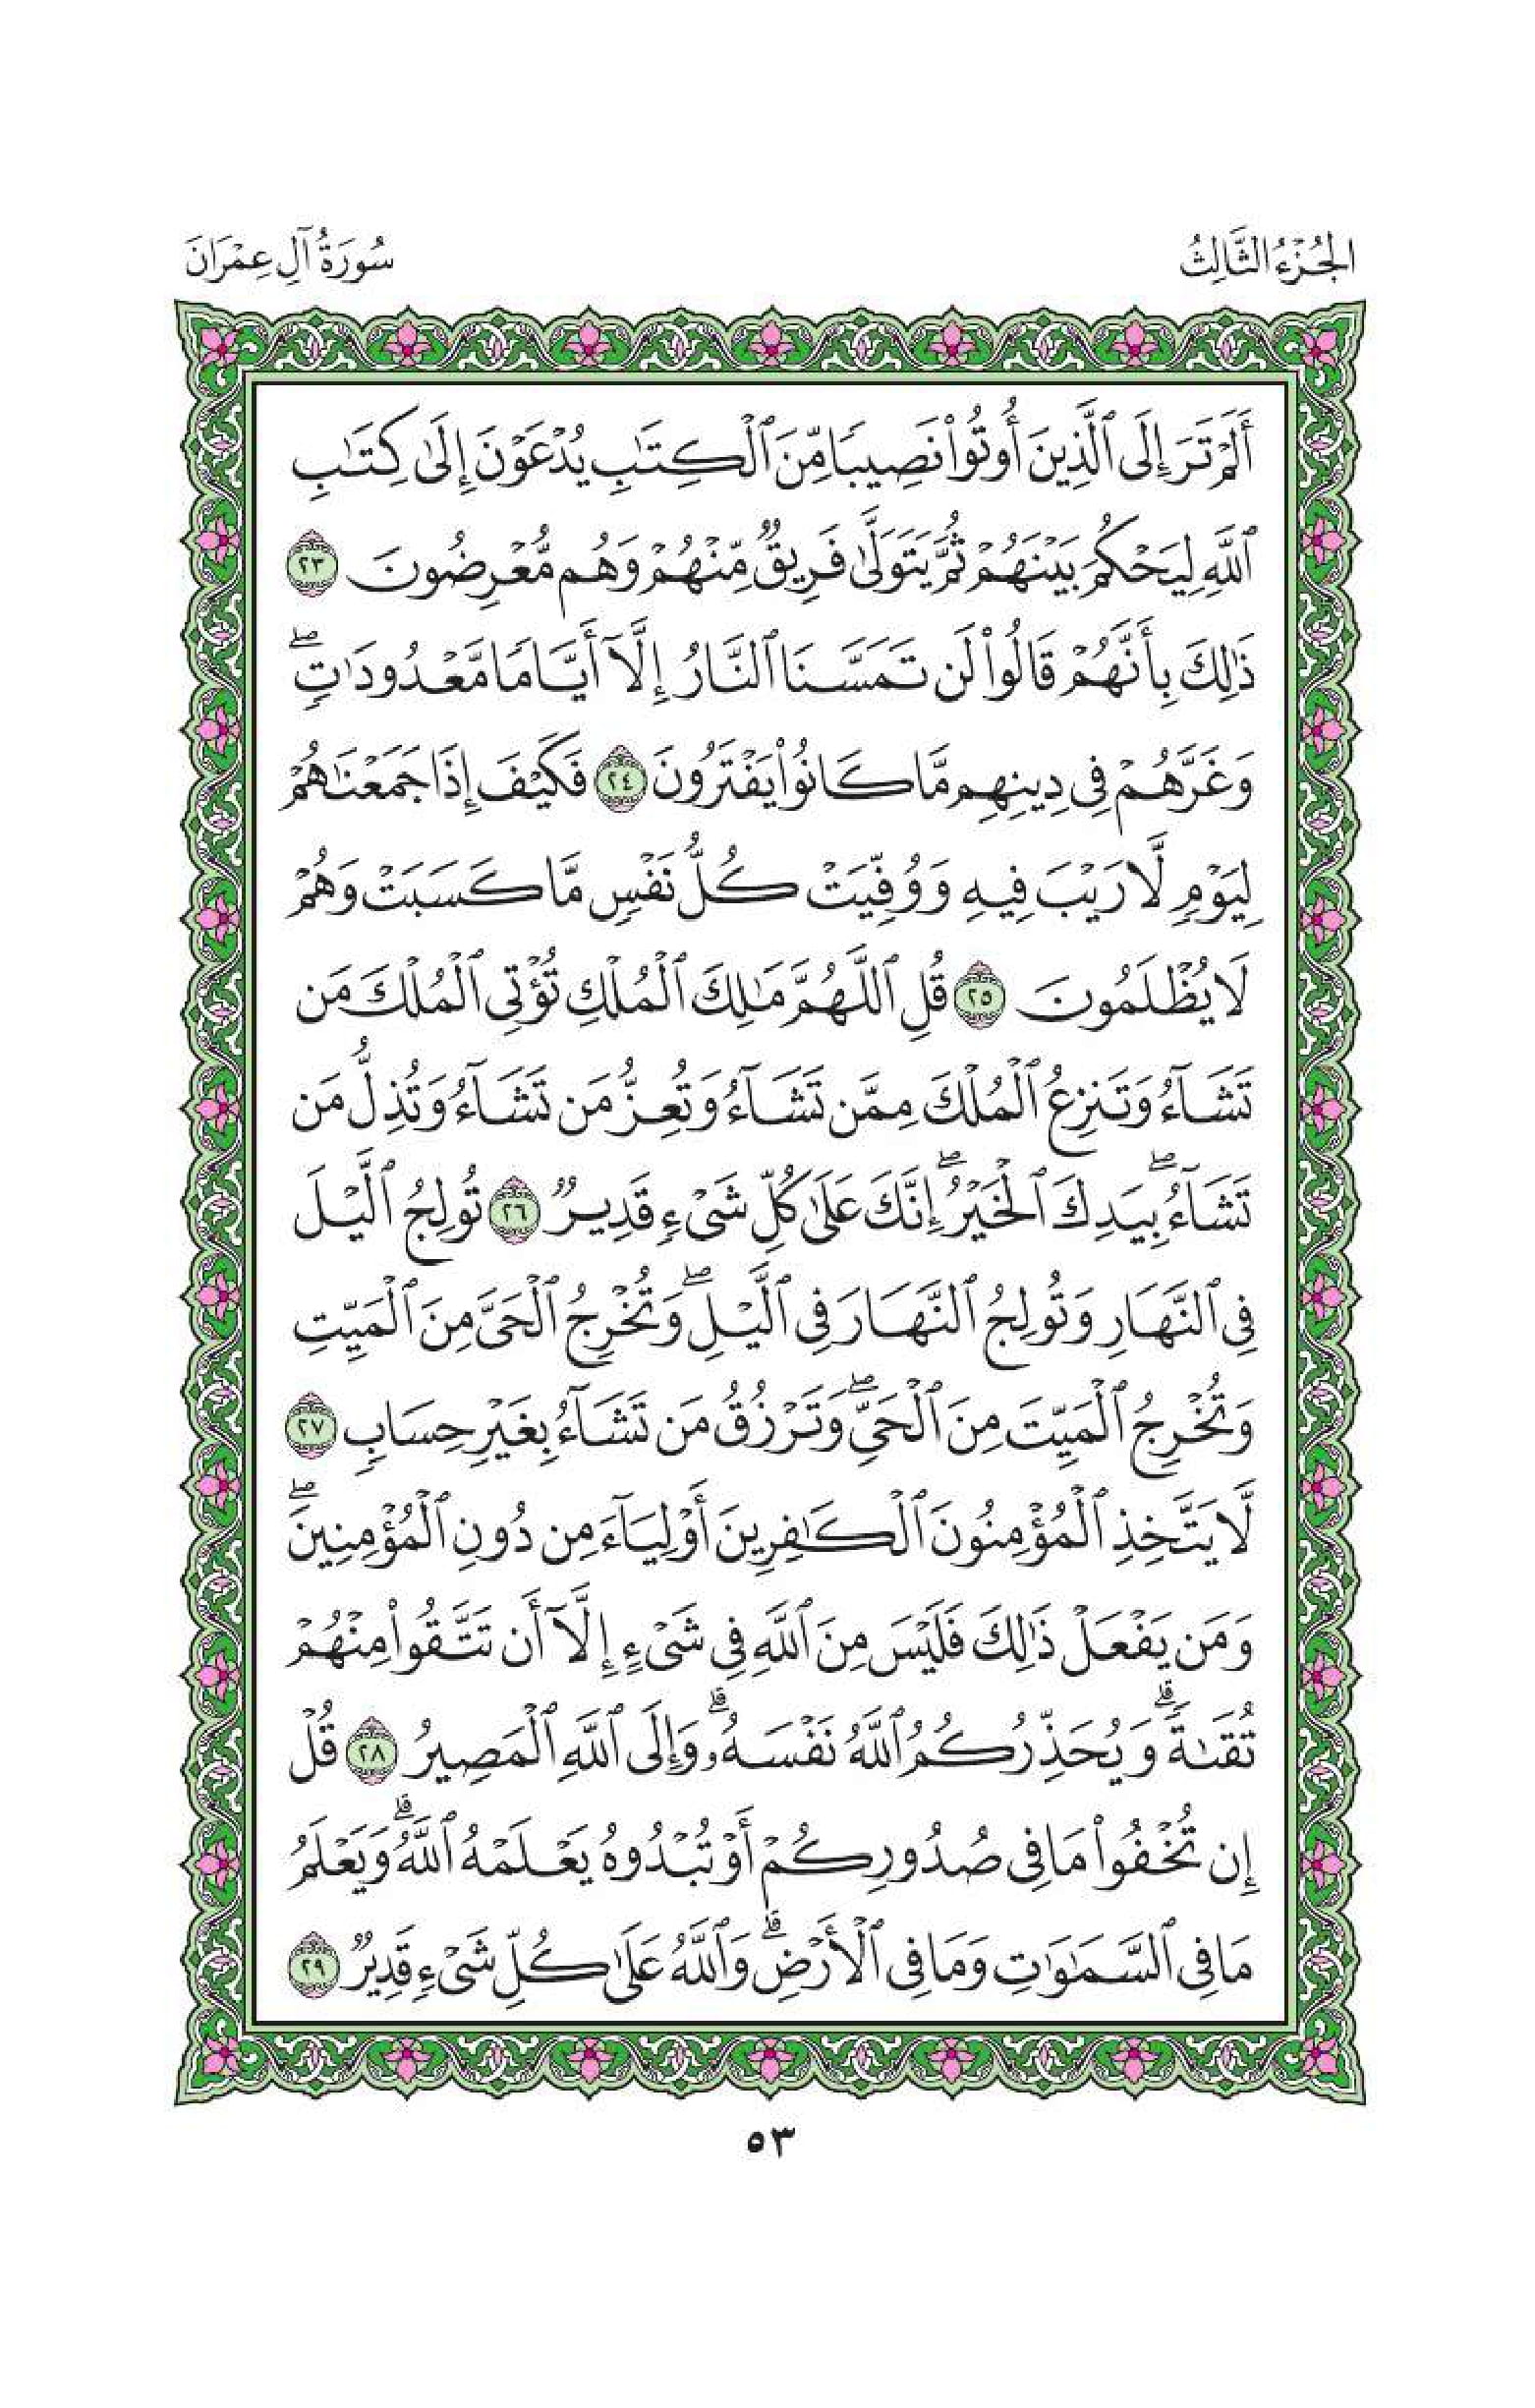 الجُزْءُ الثَّالِثُ
سُورَةُ آلِ عِمْرَانَ
أَلَمْ تَرَ إِلَى ٱلَّذِينَ أُوتُوا۟ نَصِيبًا مِّنَ ٱلْكِتَٰبِ يُدْعَوْنَ إِلَىٰ كِتَٰبِ
ٱللَّهِ لِيَحْكُمَ بَيْنَهُمْ ثُمَّ يَتَوَلَّىٰ فَرِيقٌ مِّنْهُمْ وَهُم مُّعْرِضُونَ ٢٣
ذَٰلِكَ بِأَنَّهُمْ قَالُوا۟ لَن تَمَسَّنَا ٱلنَّارُ إِلَّآ أَيَّامًا مَّعْدُودَٰتٍۖ
وَغَرَّهُمْ فِى دِينِهِم مَّا كَانُوا۟ يَفْتَرُونَ ٢٤ فَكَيْفَ إِذَا جَمَعْنَٰهُمْ
لِيَوْمٍ لَّا رَيْبَ فِيهِ وَوُفِّيَتْ كُلُّ نَفْسٍ مَّا كَسَبَتْ وَهُمْ
لَا يُظْلَمُونَ ٢٥ قُلِ ٱللَّهُمَّ مَٰلِكَ ٱلْمُلْكِ تُؤْتِى ٱلْمُلْكَ مَن
تَشَآءُ وَتَنزِعُ ٱلْمُلْكَ مِمَّن تَشَآءُ وَتُعِزُّ مَن تَشَآءُ وَتُذِلُّ مَن
تَشَآءُۖ بِيَدِكَ ٱلْخَيْرُۖ إِنَّكَ عَلَىٰ كُلِّ شَىْءٍ قَدِيرٌ ٢٦ تُولِجُ ٱلَّيْلَ
فِى ٱلنَّهَارِ وَتُولِجُ ٱلنَّهَارَ فِى ٱلَّيْلِۖ وَتُخْرِجُ ٱلْحَىَّ مِنَ ٱلْمَيِّتِ
وَتُخْرِجُ ٱلْمَيِّتَ مِنَ ٱلْحَىِّۖ وَتَرْزُقُ مَن تَشَآءُ بِغَيْرِ حِسَابٍ ٢٧
لَّا يَتَّخِذِ ٱلْمُؤْمِنُونَ ٱلْكَٰفِرِينَ أَوْلِيَآءَ مِن دُونِ ٱلْمُؤْمِنِينَۖ
وَمَن يَفْعَلْ ذَٰلِكَ فَلَيْسَ مِنَ ٱللَّهِ فِى شَىْءٍ إِلَّآ أَن تَتَّقُوا۟ مِنْهُمْ
تُقَىٰةًۗ وَيُحَذِّرُكُمُ ٱللَّهُ نَفْسَهُۥۗ وَإِلَى ٱللَّهِ ٱلْمَصِيرُ ٢٨ قُلْ
إِن تُخْفُوا۟ مَا فِى صُدُورِكُمْ أَوْ تُبْدُوهُ يَعْلَمْهُ ٱللَّهُۗ وَيَعْلَمُ
مَا فِى ٱلسَّمَٰوَٰتِ وَمَا فِى ٱلْأَرْضِۗ وَٱللَّهُ عَلَىٰ كُلِّ شَىْءٍ قَدِيرٌ ٢٩
٥٣